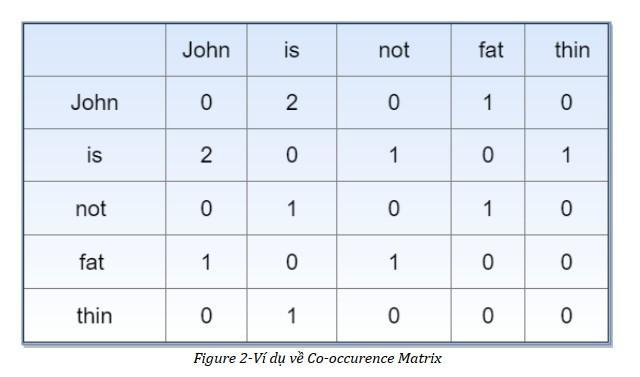 John is not fat thin
John 0 2 0 1 0
is 2 0 1 0 1
not 0 1 0 1 0
fat 1 0 1 0 0
thin 0 1 0 0 0
Figure 2-Ví dụ về Co-occurence Matrix